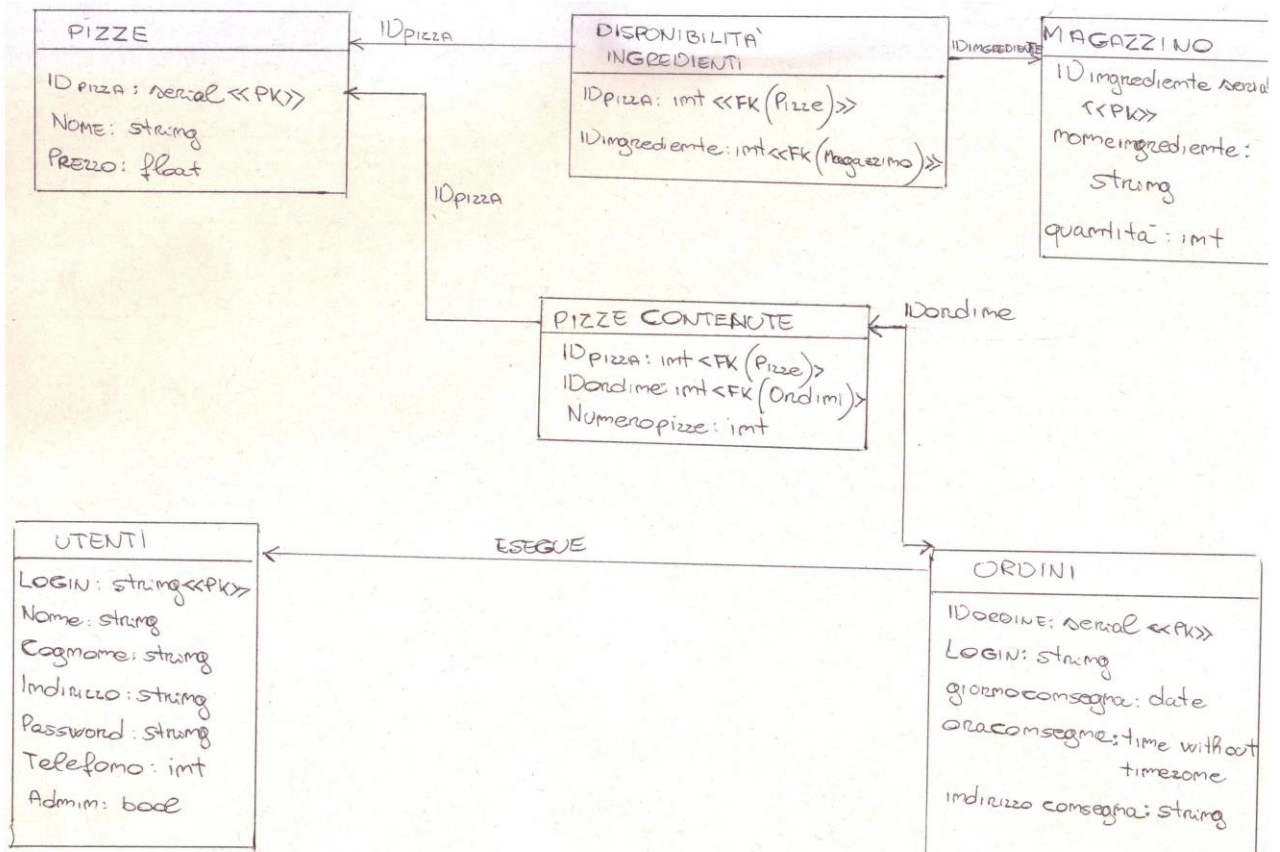 PIZZE
IDPIZZA: serial <<PK>>
NOME: string
PREZZO: float
IDPIZZA
DISPONIBILITA'
INGREDIENTI
IDPIZZA: int <<FK(Pizze)>>
IDingrediente: int<<FK(Magazzino)>>
IDINGREDIENTE
MAGAZZINO
IDingrediente serial
<<PK>>
nomeingrediente:
string
quantità: int
IDPIZZA
PIZZE CONTENUTE
IDPIZZA: int <FK(Pizze)>
IDordine: int <FK(Ordini)>
Numeropizze: int
IDordine
UTENTI
LOGIN: string<<PK>>
Nome: string
Cognome: string
Indirizzo: string
Password: string
Telefono: int
Admin: bool
ESEGUE
ORDINI
IDORDINE: serial <<PK>>
LOGIN: string
giornoconsegna: date
oraconsegna: time without
timezone
indirizzo consegna: string